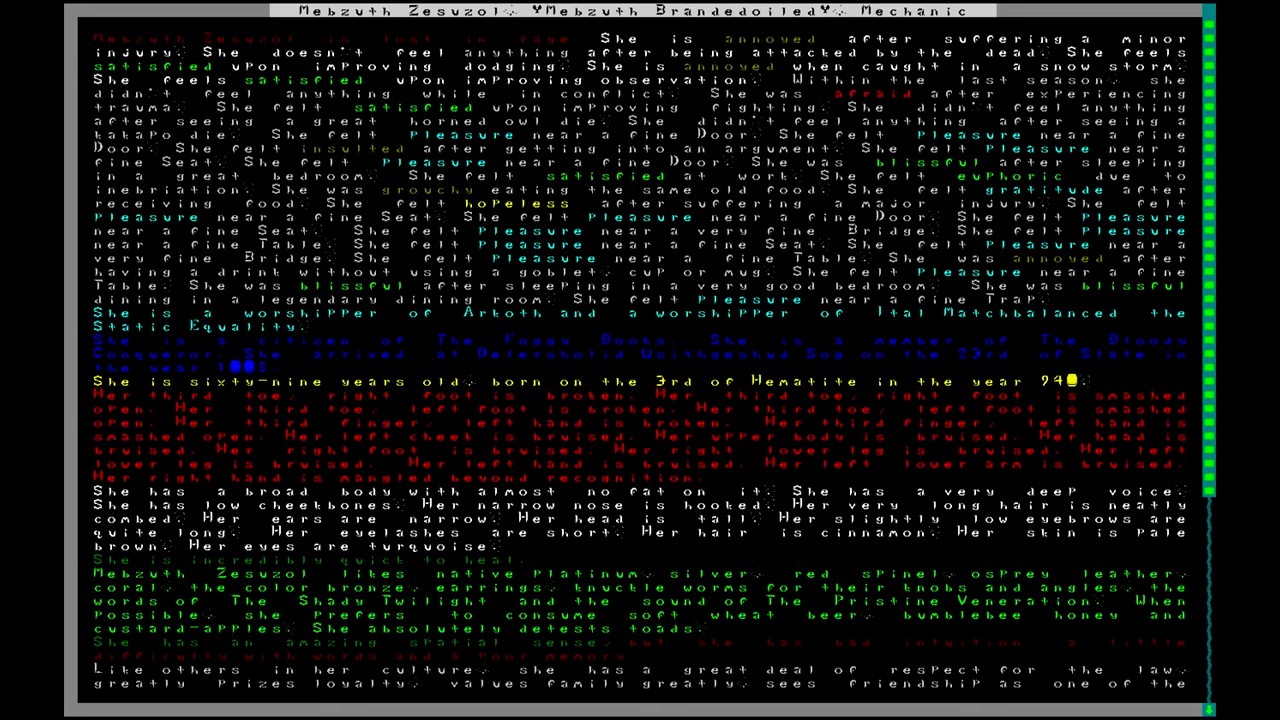 Mebzuth Zesuzol, "Mebzuth Brandedoiled", Mechanic
Mebzuth Zesuzol is lost in rage. She is annoyed after suffering a minor
injury. She doesn't feel anything after being attacked by the dead. She feels
satisfied upon improving dodging. She is annoyed when caught in a snow storm.
She feels satisfied upon improving observation. Within the last season, she
didn't feel anything while in conflict. She was afraid after experiencing
trauma. She felt satisfied upon improving fighting. She didn't feel anything
after seeing a great horned owl die. She didn't feel anything after seeing a
kakapo die. She felt pleasure near a fine Door. She felt pleasure near a fine
Door. She felt insulted after getting into an argument. She felt pleasure near a
fine Seat. She felt pleasure near a fine Door. She was blissful after sleeping
in a great bedroom. She felt satisfied at work. She felt euphoric due to
inebriation. She was grouchy eating the same old food. She felt gratitude after
receiving food. She felt hopeless after suffering a major injury. She felt
pleasure near a fine Seat. She felt pleasure near a fine Door. She felt pleasure
near a fine Seat. She felt pleasure near a fine Bridge. She felt pleasure
near a fine Table. She felt pleasure near a fine Seat. She felt pleasure near a
very fine Bridge. She felt pleasure near a fine Table. She was annoyed after
having a drink without using a goblet, cup or mug. She felt pleasure near a fine
Table. She was blissful after sleeping in a very good bedroom. She was blissful
dining in a legendary dining room. She felt pleasure near a fine Trap.
She is a worshipper of Artoth and a worshipper of Ital Matchbalanced the
Static Equality.
She is a citizen of The Foggy Books. She is a member of The Bloody
Conqueror. She arrived at Defersholid Usithgeshud Sog on the 23rd of Slate in
the year
She is sixty-nine years old, born on the 3rd of Hematite in the year 94
Her third toe, right foot is broken. Her third toe, right foot is smashed
open. Her third toe, left foot is broken. Her third toe, left foot is
open. Her third finger, left hand is broken. Her third finger, left hand is
smashed open. Her left cheek is bruised. Her upper body is bruised. Her head is
bruised. Her right foot is bruised. Her left hand is bruised. Her left
lower leg is bruised. Her left lower arm is bruised.
Her right hand is mangled beyond recognition.
She has a broad body with almost no fat on it. She has a very deep voice.
She has low cheekbones. Her narrow nose is hooked. Her very long hair is neatly
combed. Her ears are narrow. Her head is tall. Her slightly low eyebrows are
quite long. Her ears are short. Her hair is cinnamon. Her skin is pale
brown. Her eyes are turquoise.
She is incredibly quick to heal.
Mebzuth Zesuzol likes native platinum, silver, red spinel, osprey leather,
coral, the color bronze, earrings, knuckle worms for their knobs and angles, the
words of The Shady Twilight and the sound of The Pristine Veneration. When
possible, she prefers to consume soft wheat beer, bumblebee honey and
custard-apples. She absolutely detests toads.
She has an amazing spatial sense, but she has bad intuition, a little
difficulty with words and a poor memory.
Like others in her culture, she has a great deal of respect for the law,
greatly prizes loyalty, values family greatly, sees friendship as one of the